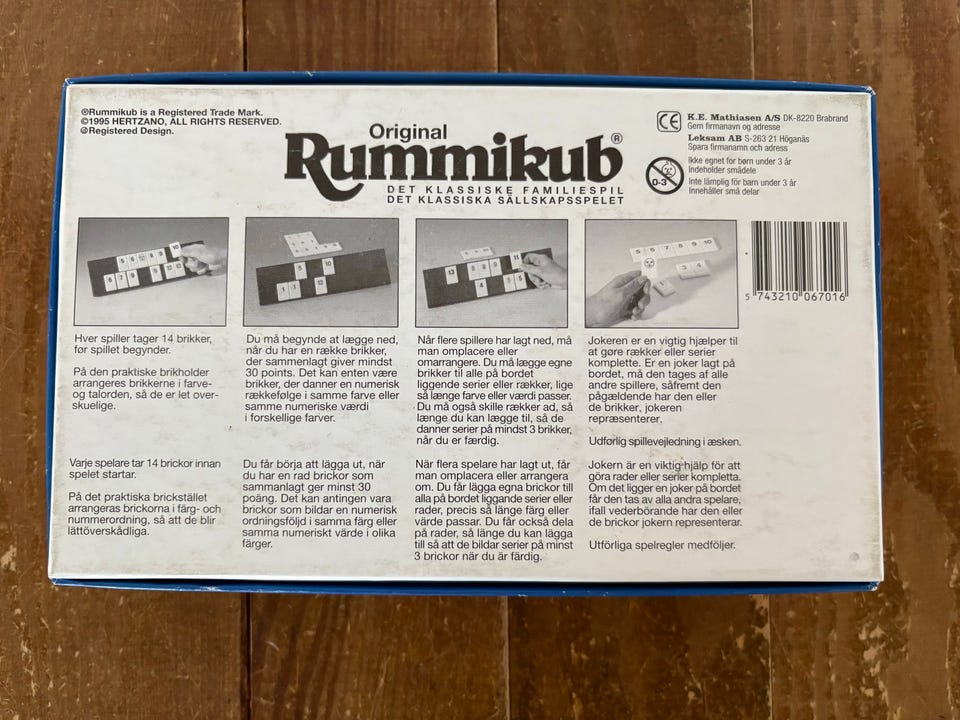 ®Rummikub is a Registered Trade Mark.
©1995 HERTZANO, ALL RIGHTS RESERVED.
@Registered Design.
Original
Rummikub®
DET KLASSISKE FAMILIESPIL
DET KLASSISKA SÄLLSKAPSSPELET
CE
K.E. Mathiasen A/S DK-8220 Brabrand
Gem firmanavn og adresse
Leksam AB S-263 21 Höganäs
Spara firmanamn och adress
0-3
Ikke egnet for børn under 3 år
Indeholder smådele
Inte lämplig för barn under 3 år
Innehåller små delar
5 743210 067016
Hver spiller tager 14 brikker,
før spillet begynder.
På den praktiske brikholder
arrangeres brikkerne i farve-
og talorden, så de er let over-
skuelige.
Du må begynde at lægge ned,
når du har en række brikker,
der sammenlagt giver mindst
30 points. Det kan enten være
brikker, der danner en numerisk
rækkefølge i samme farve eller
samme numeriske værdi
i forskellige farver.
Når flere spillere har lagt ned, må
man omplacere eller
omarrangere. Du må lægge egne
brikker til alle på bordet
liggende serier eller rækker, lige
så længe farve eller værdi passer.
Du må også skille rækker ad, så
længe du kan lægge til, så de
danner serier på mindst 3 brikker,
når du er færdig.
Jokeren er en vigtig hjælper til
at gøre rækker eller serier
komplette. Er en joker lagt på
bordet, må den tages af alle
andre spillere, såfremt den
pågældende har den eller
de brikker, jokeren
repræsenterer.
Udførlig spillevejledning i æsken.
Varje spelare tar 14 brickor innan
spelet startar.
På det praktiska brickstället
arrangeras brickorna i färg- och
nummerordning, så att de blir
lättöverskådliga.
Du får börja att lägga ut, när
du har en rad brickor som
sammanlagt ger minst 30
poäng. Det kan antingen vara
brickor som bildar en numerisk
ordningsföljd i samma färg eller
samma numeriskt värde i olika
färger.
När flera spelare har lagt ut, får
man omplacera eller arrangera
om. Du får lägga egna brickor till
alla på bordet liggande serier eller
rader, precis så länge färg eller
värde passar. Du får också dela
på rader, så länge du kan lägga
till så att de bildar serier på minst
3 brickor när du är färdig.
Jokern är en viktig hjälp för att
göra rader eller serier kompletta.
Om det ligger en joker på bordet
får den tas av alla andra spelare,
ifall vederbörande har den eller
de brickor jokern representerar.
Utförliga spelregler medföljer.